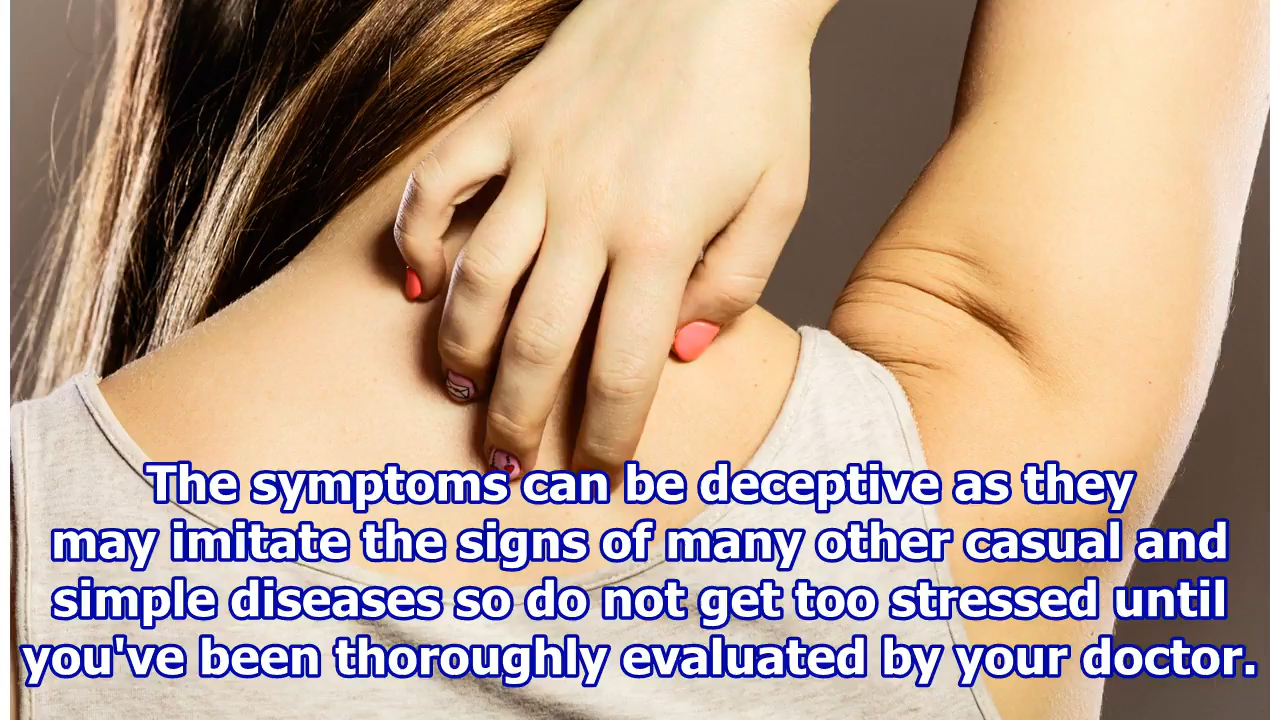 The symptoms can be deceptive as they
may imitate the signs of many other casual and
simple diseases so do not get too stressed until
you've been thoroughly evaluated by your doctor.